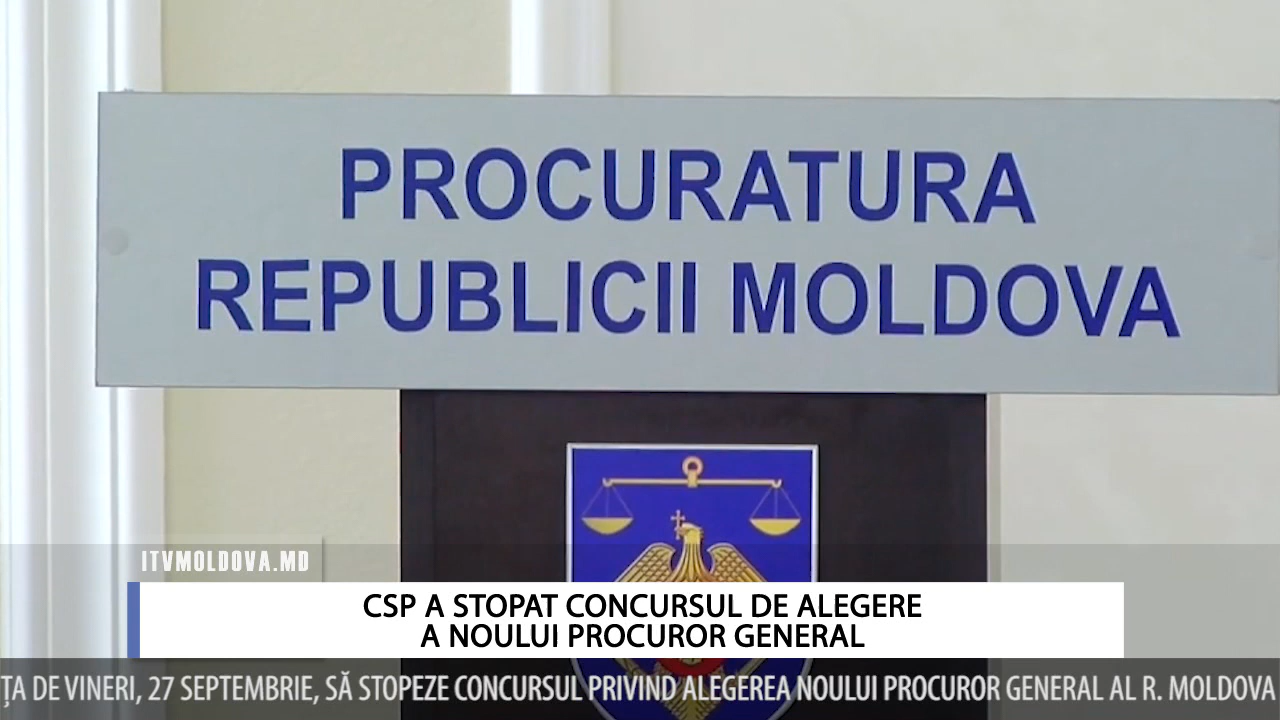 PROCURATURA
REPUBLICII MOLDOVA
ITVMOLDOVA.MD
CSP A STOPAT CONCURSUL DE ALEGERE
A NOULUI PROCUROR GENERAL
ȚA DE VINERI, 27 SEPTEMBRIE, SĂ STOPEZE CONCURSUL PRIVIND ALEGEREA NOULUI PROCUROR GENERAL AL R. MOLDOVA